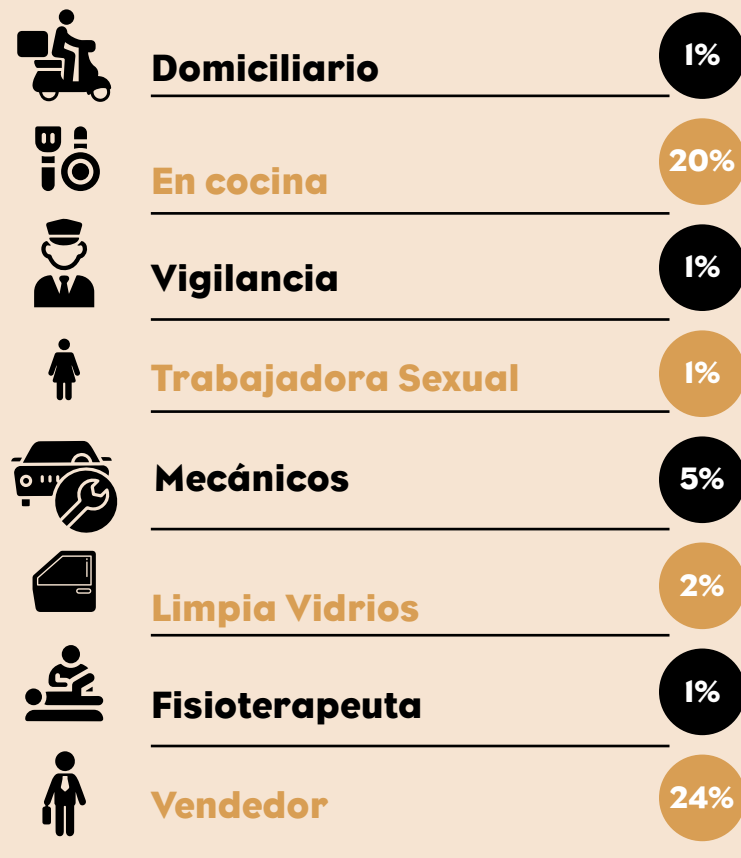 Domiciliario 1%
En cocina 20%
Vigilancia 1%
Trabajadora Sexual 1%
Mecánicos 5%
Limpia Vidrios 2%
Fisioterapeuta 1%
Vendedor 24%